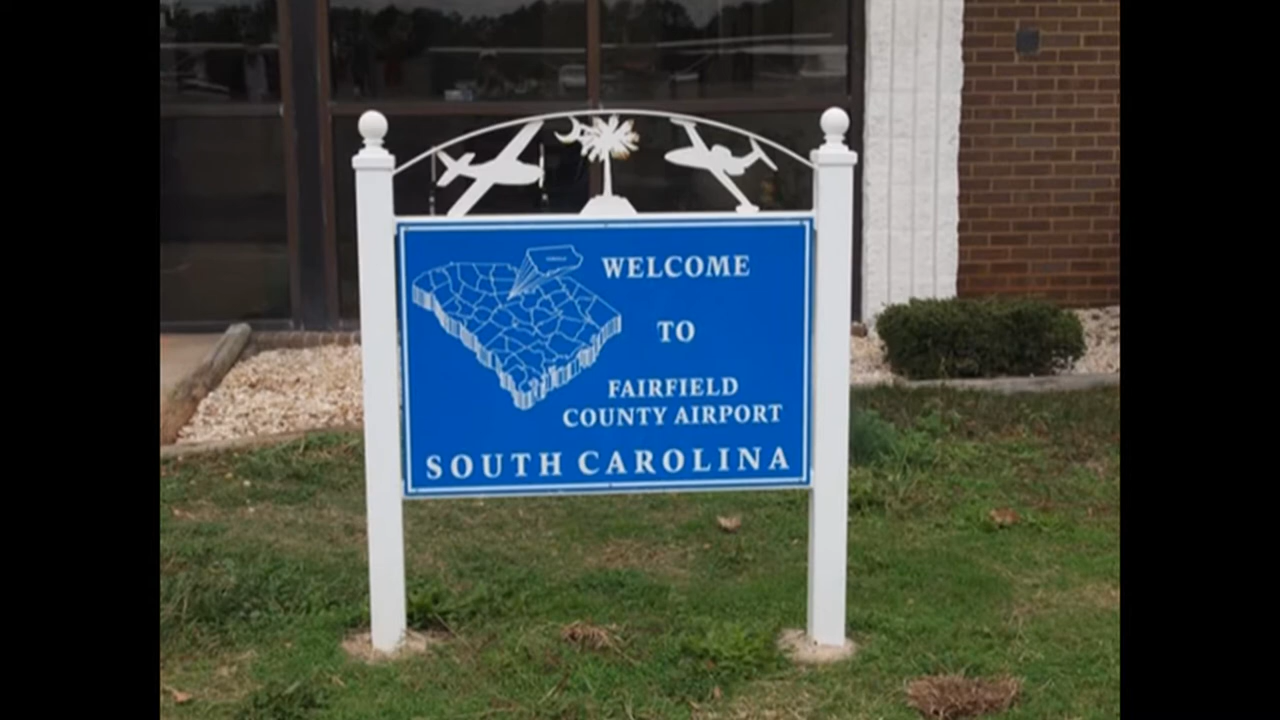 WELCOME
TO
FAIRFIELD
COUNTY AIRPORT
SOUTH CAROLINA